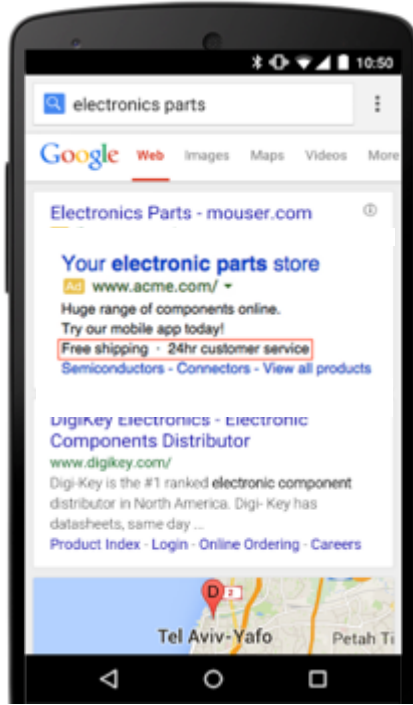 10:50
electronics parts
Google Web Images Maps Videos More
Electronics Parts - mouser.com
Your electronic parts store
Ad www.acme.com/
Huge range of components online.
Try our mobile app today!
Free shipping · 24hr customer service
Semiconductors - Connectors - View all products
DigiKey Electronics - Electronic
Components Distributor
www.digikey.com/
Digi-Key is the #1 ranked electronic component
distributor in North America. Digi- Key has
datasheets, same day ...
Product Index - Login - Online Ordering - Careers
D 2
Tel Aviv-Yafo Petah Ti